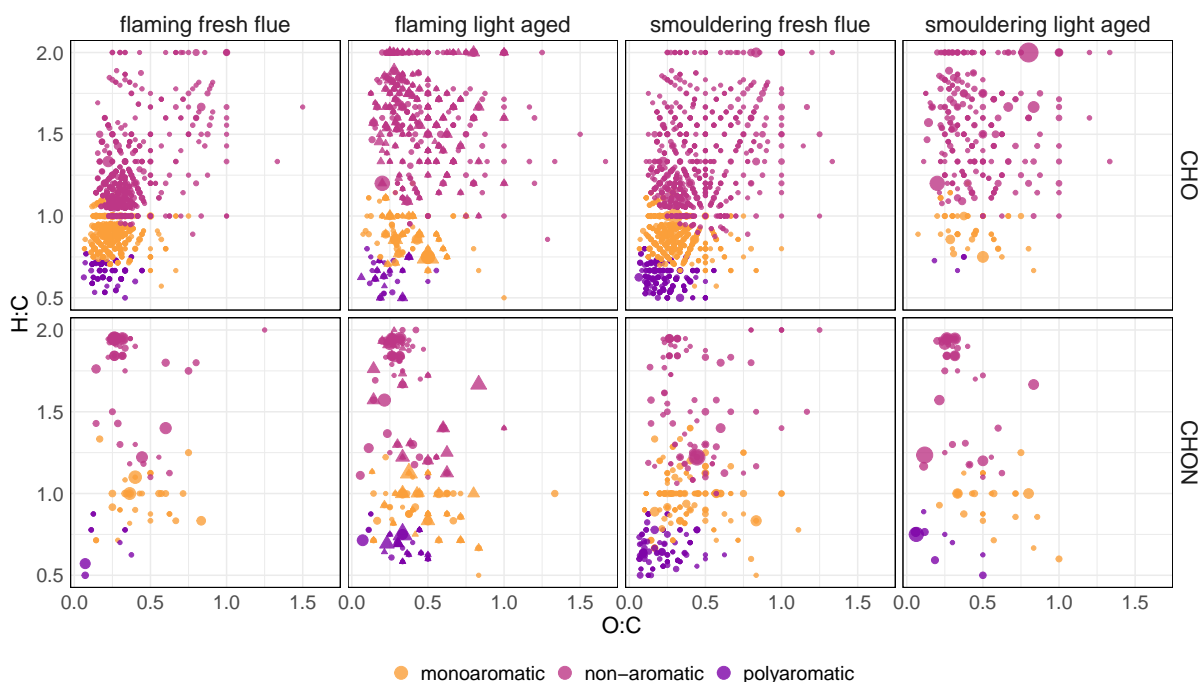 flaming fresh flue flaming light aged smouldering fresh flue smouldering light aged
2.0
1.5
1.0
0.5
CHO
H:C
2.0
1.5
1.0
0.5
CHON
0.0 0.5 1.0 1.5 0.0 0.5 1.0 1.5 0.0 0.5 1.0 1.5 0.0 0.5 1.0 1.5
O:C
monoaromatic non−aromatic polyaromatic